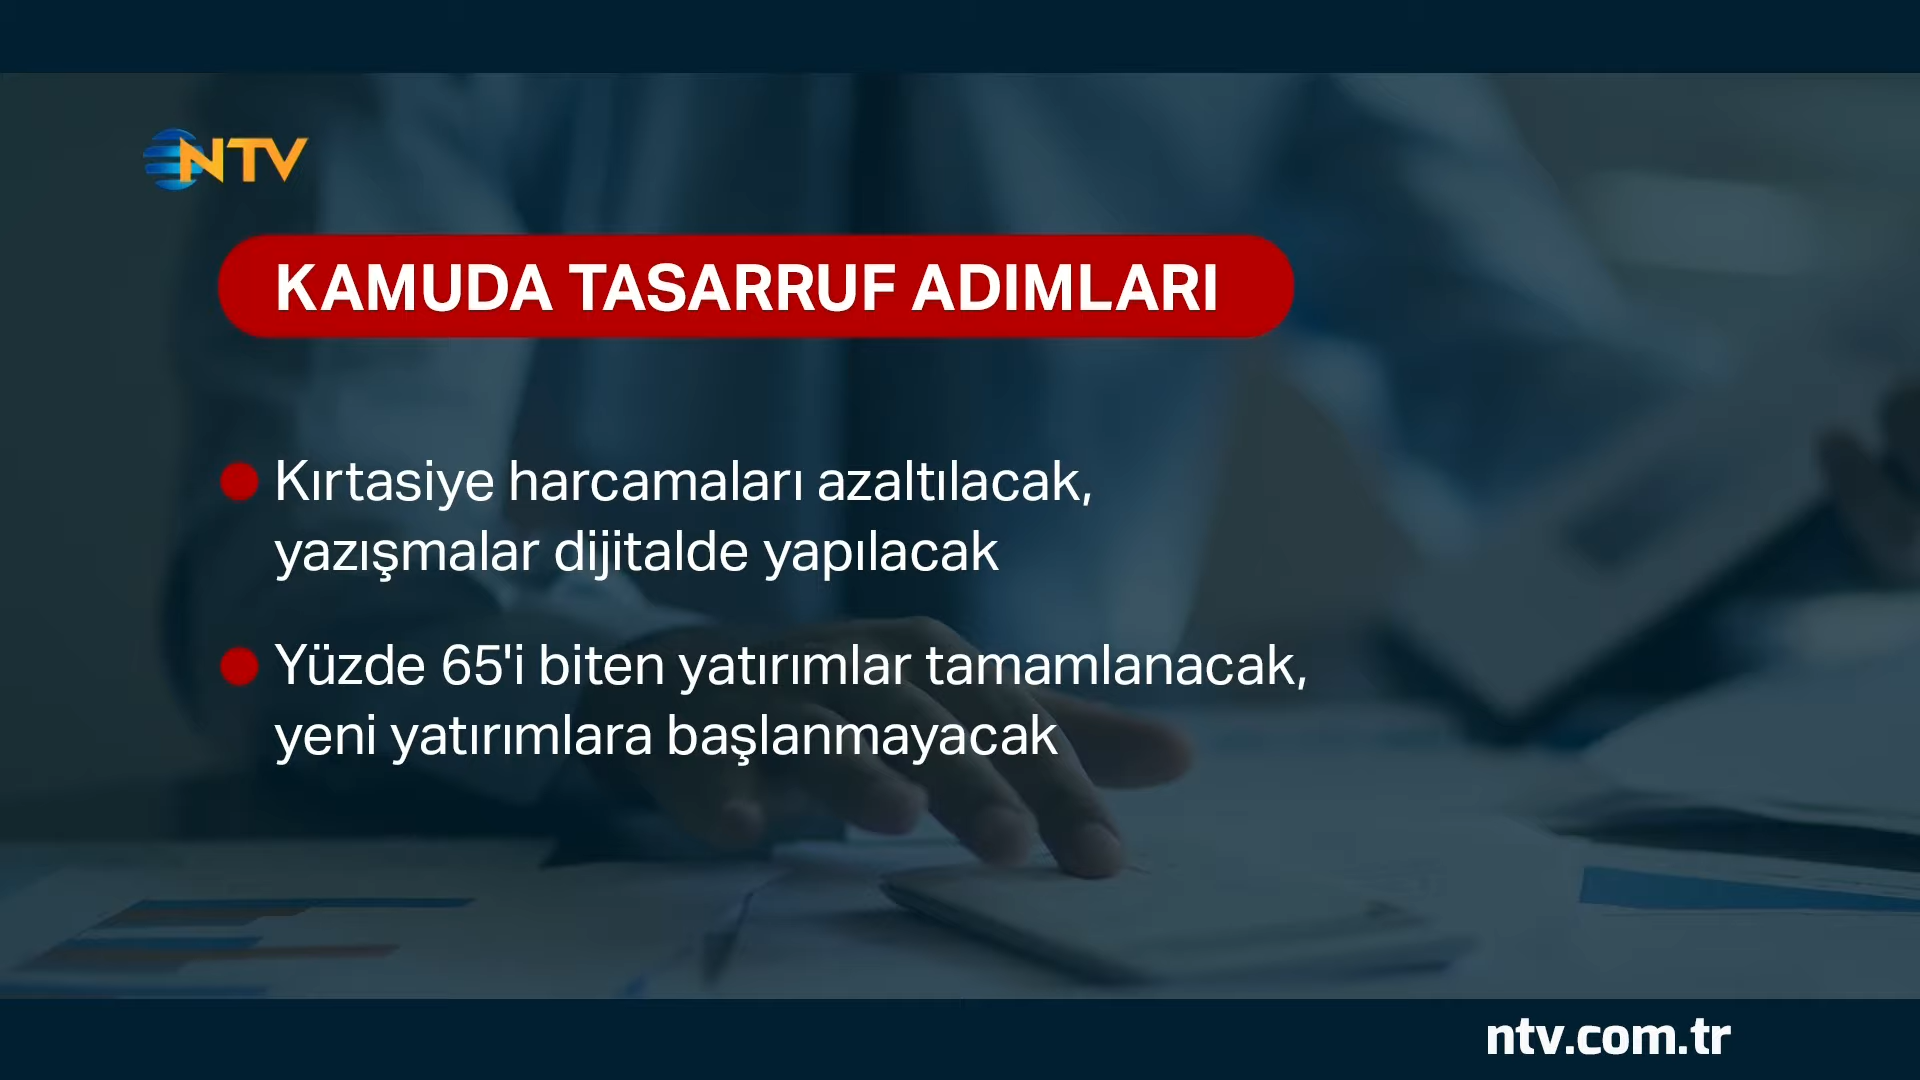 NTV
KAMUDA TASARRUF ADIMLARI
Kırtasiye harcamaları azaltılacak,
yazışmalar dijitalde yapılacak
Yüzde 65'i biten yatırımlar tamamlanacak,
yeni yatırımlara başlanmayacak
ntv.com.tr